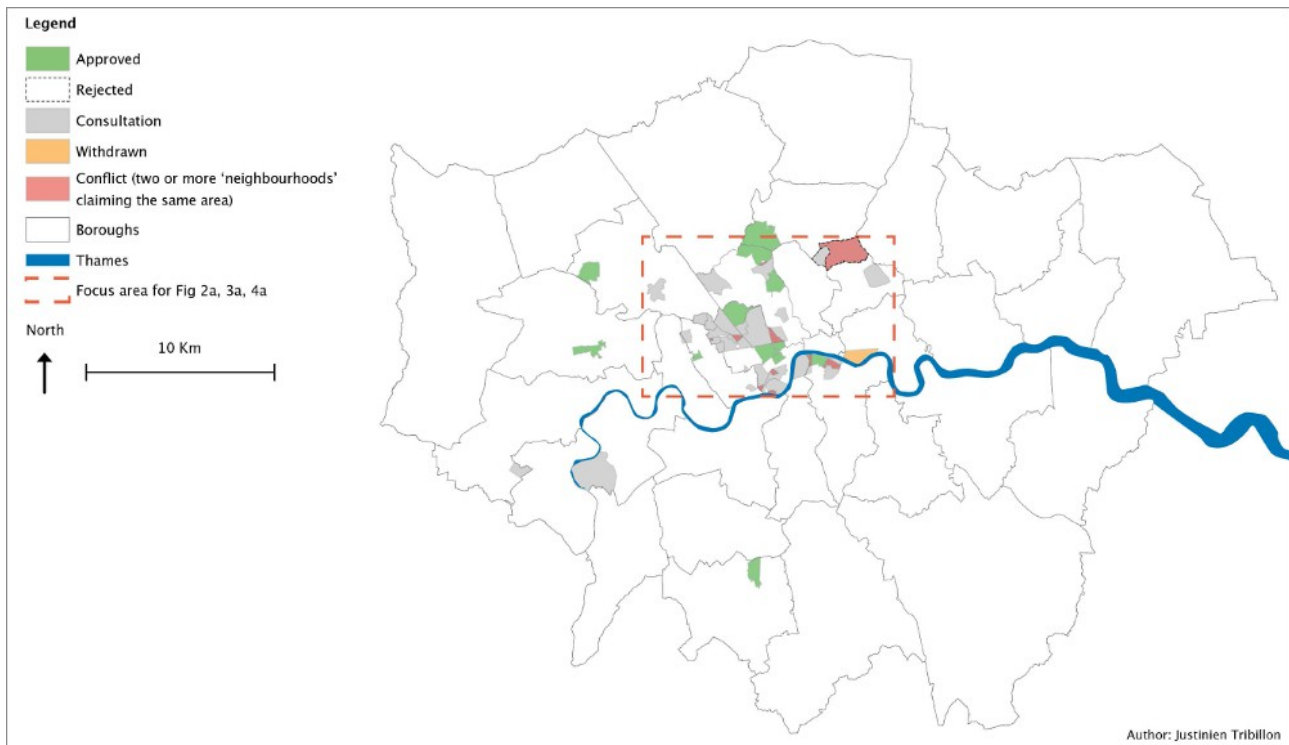 Legend
Approved
Rejected
Consultation
Withdrawn
Conflict (two or more ‘neighbourhoods’
claiming the same area)
Boroughs
Thames
Focus area for Fig 2a, 3a, 4a
North
10 Km
Author: Justinien Tribillon